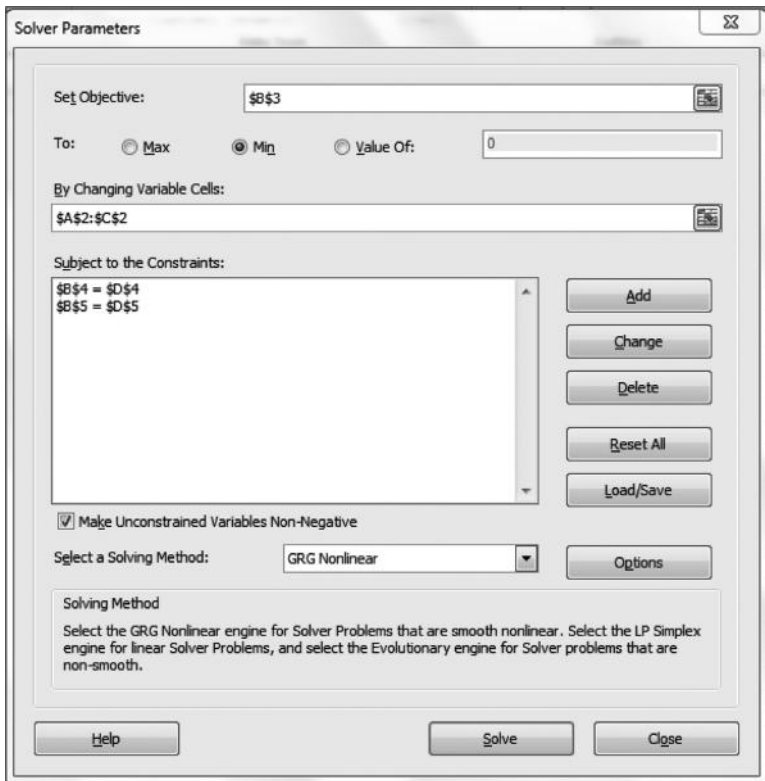 Solver Parameters
Set Objective: $B$3
To: Max Min Value Of: 0
By Changing Variable Cells:
$A$2:$C$2
Subject to the Constraints:
$B$4 = $D$4
$B$5 = $D$5
Add
Change
Delete
Reset All
Load/Save
Make Unconstrained Variables Non-Negative
Select a Solving Method: GRG Nonlinear Options
Solving Method
Select the GRG Nonlinear engine for Solver Problems that are smooth nonlinear. Select the LP Simplex
engine for linear Solver Problems, and select the Evolutionary engine for Solver problems that are
non-smooth.
Help Solve Close